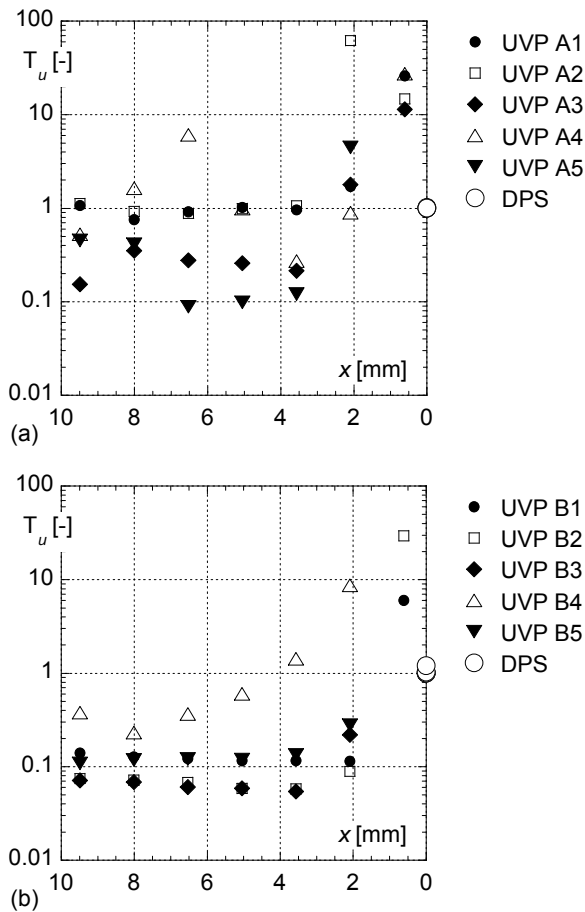 100
T_u [-]
10
1
0.1
0.01
x [mm]
10 8 6 4 2 0
(a)
UVP A1
UVP A2
UVP A3
UVP A4
UVP A5
DPS
100
T_u [-]
10
1
0.1
0.01
x [mm]
10 8 6 4 2 0
(b)
UVP B1
UVP B2
UVP B3
UVP B4
UVP B5
DPS